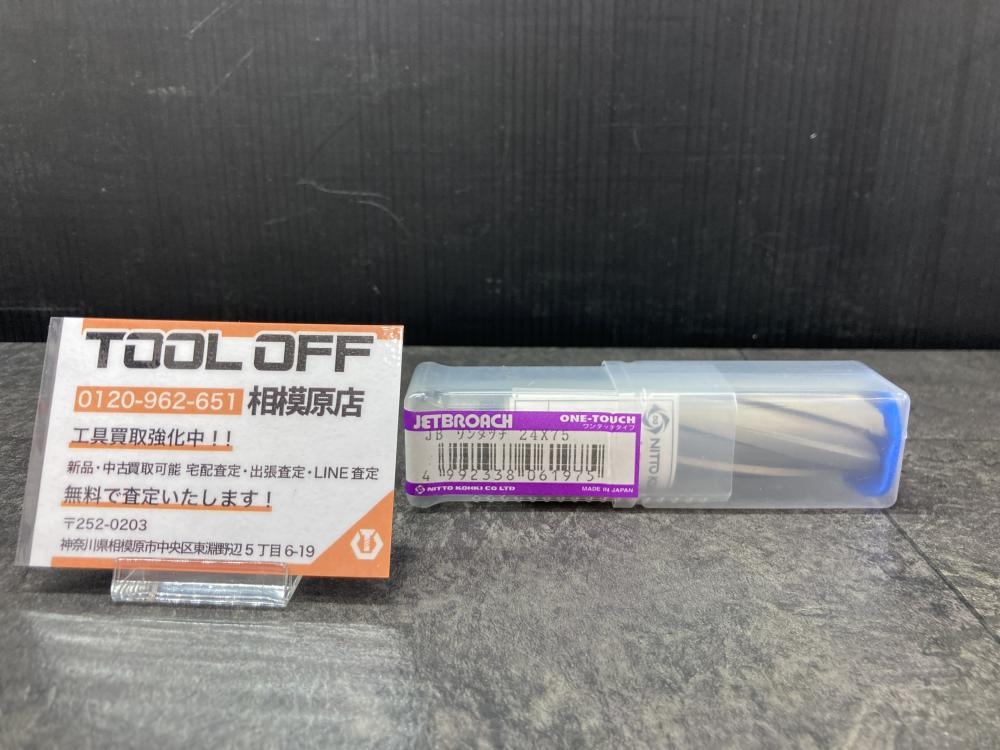 TOOL OFF
0120-962-651 相模原店
工具買取強化中！！
新品・中古買取可能 宅配査定・出張査定・LINE査定
無料で査定いたします！
〒252-0203
神奈川県相模原市中央区東淵野辺5丁目6-19
JETBROACH ONE-TOUCH
ワンタッチタイプ
JB ワンタッチ 24X75
4 992338 061975
NITTO KOHKI CO LTD MADE IN JAPAN
NITTO KO